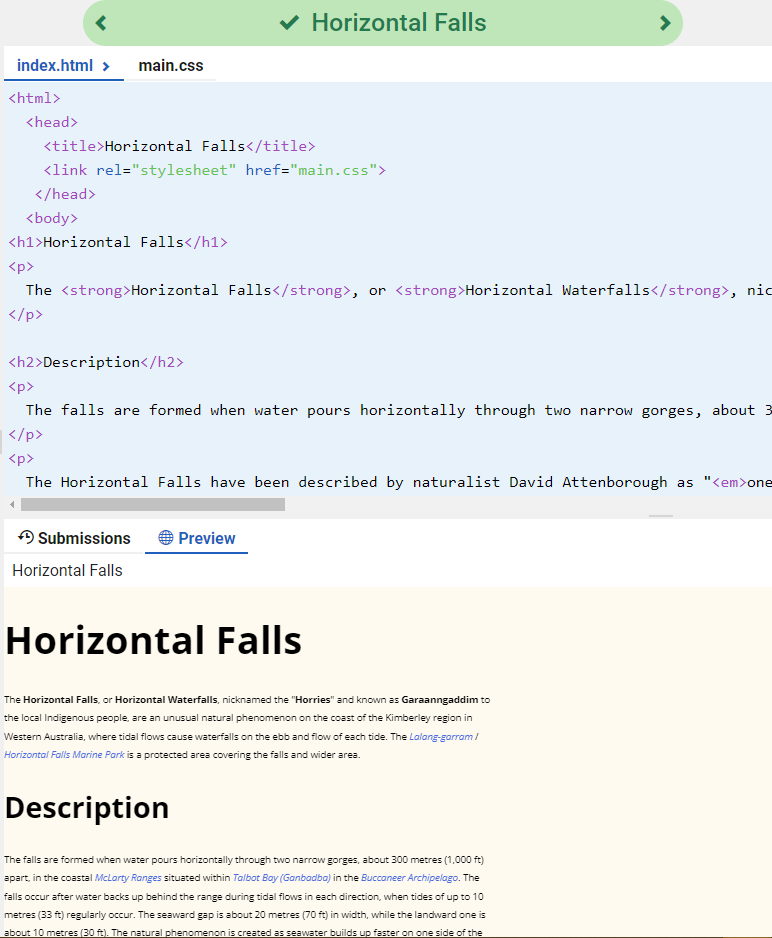 Horizontal Falls
index.html
main.css
<html>
<head>
<title>Horizontal Falls</title>
<link rel="stylesheet" href="main.css">
</head>
<body>
<h1>Horizontal Falls</h1>
<p>
The <strong>Horizontal Falls</strong>, or <strong>Horizontal Waterfalls</strong>, nic
</p>
<h2>Description</h2>
<p>
The falls are formed when water pours horizontally through two narrow gorges, about 3
</p>
<p>
The Horizontal Falls have been described by naturalist David Attenborough as "<em>one
Submissions
Preview
Horizontal Falls
Horizontal Falls
The Horizontal Falls, or Horizontal Waterfalls, nicknamed the "Horries" and known as Garaanngaddim to
the local Indigenous people, are an unusual natural phenomenon on the coast of the Kimberley region in
Western Australia, where tidal flows cause waterfalls on the ebb and flow of each tide. The Lalang-garram /
Horizontal Falls Marine Park is a protected area covering the falls and wider area.
Description
The falls are formed when water pours horizontally through two narrow gorges, about 300 metres (1,000 ft)
apart, in the coastal McLarty Ranges situated within Talbot Bay (Ganbadba) in the Buccaneer Archipelago. The
falls occur after water backs up behind the range during tidal flows in each direction, when tides of up to 10
metres (33 ft) regularly occur. The seaward gap is about 20 metres (70 ft) in width, while the landward one is
about 10 metres (30 ft). The natural phenomenon is created as seawater builds up faster on one side of the